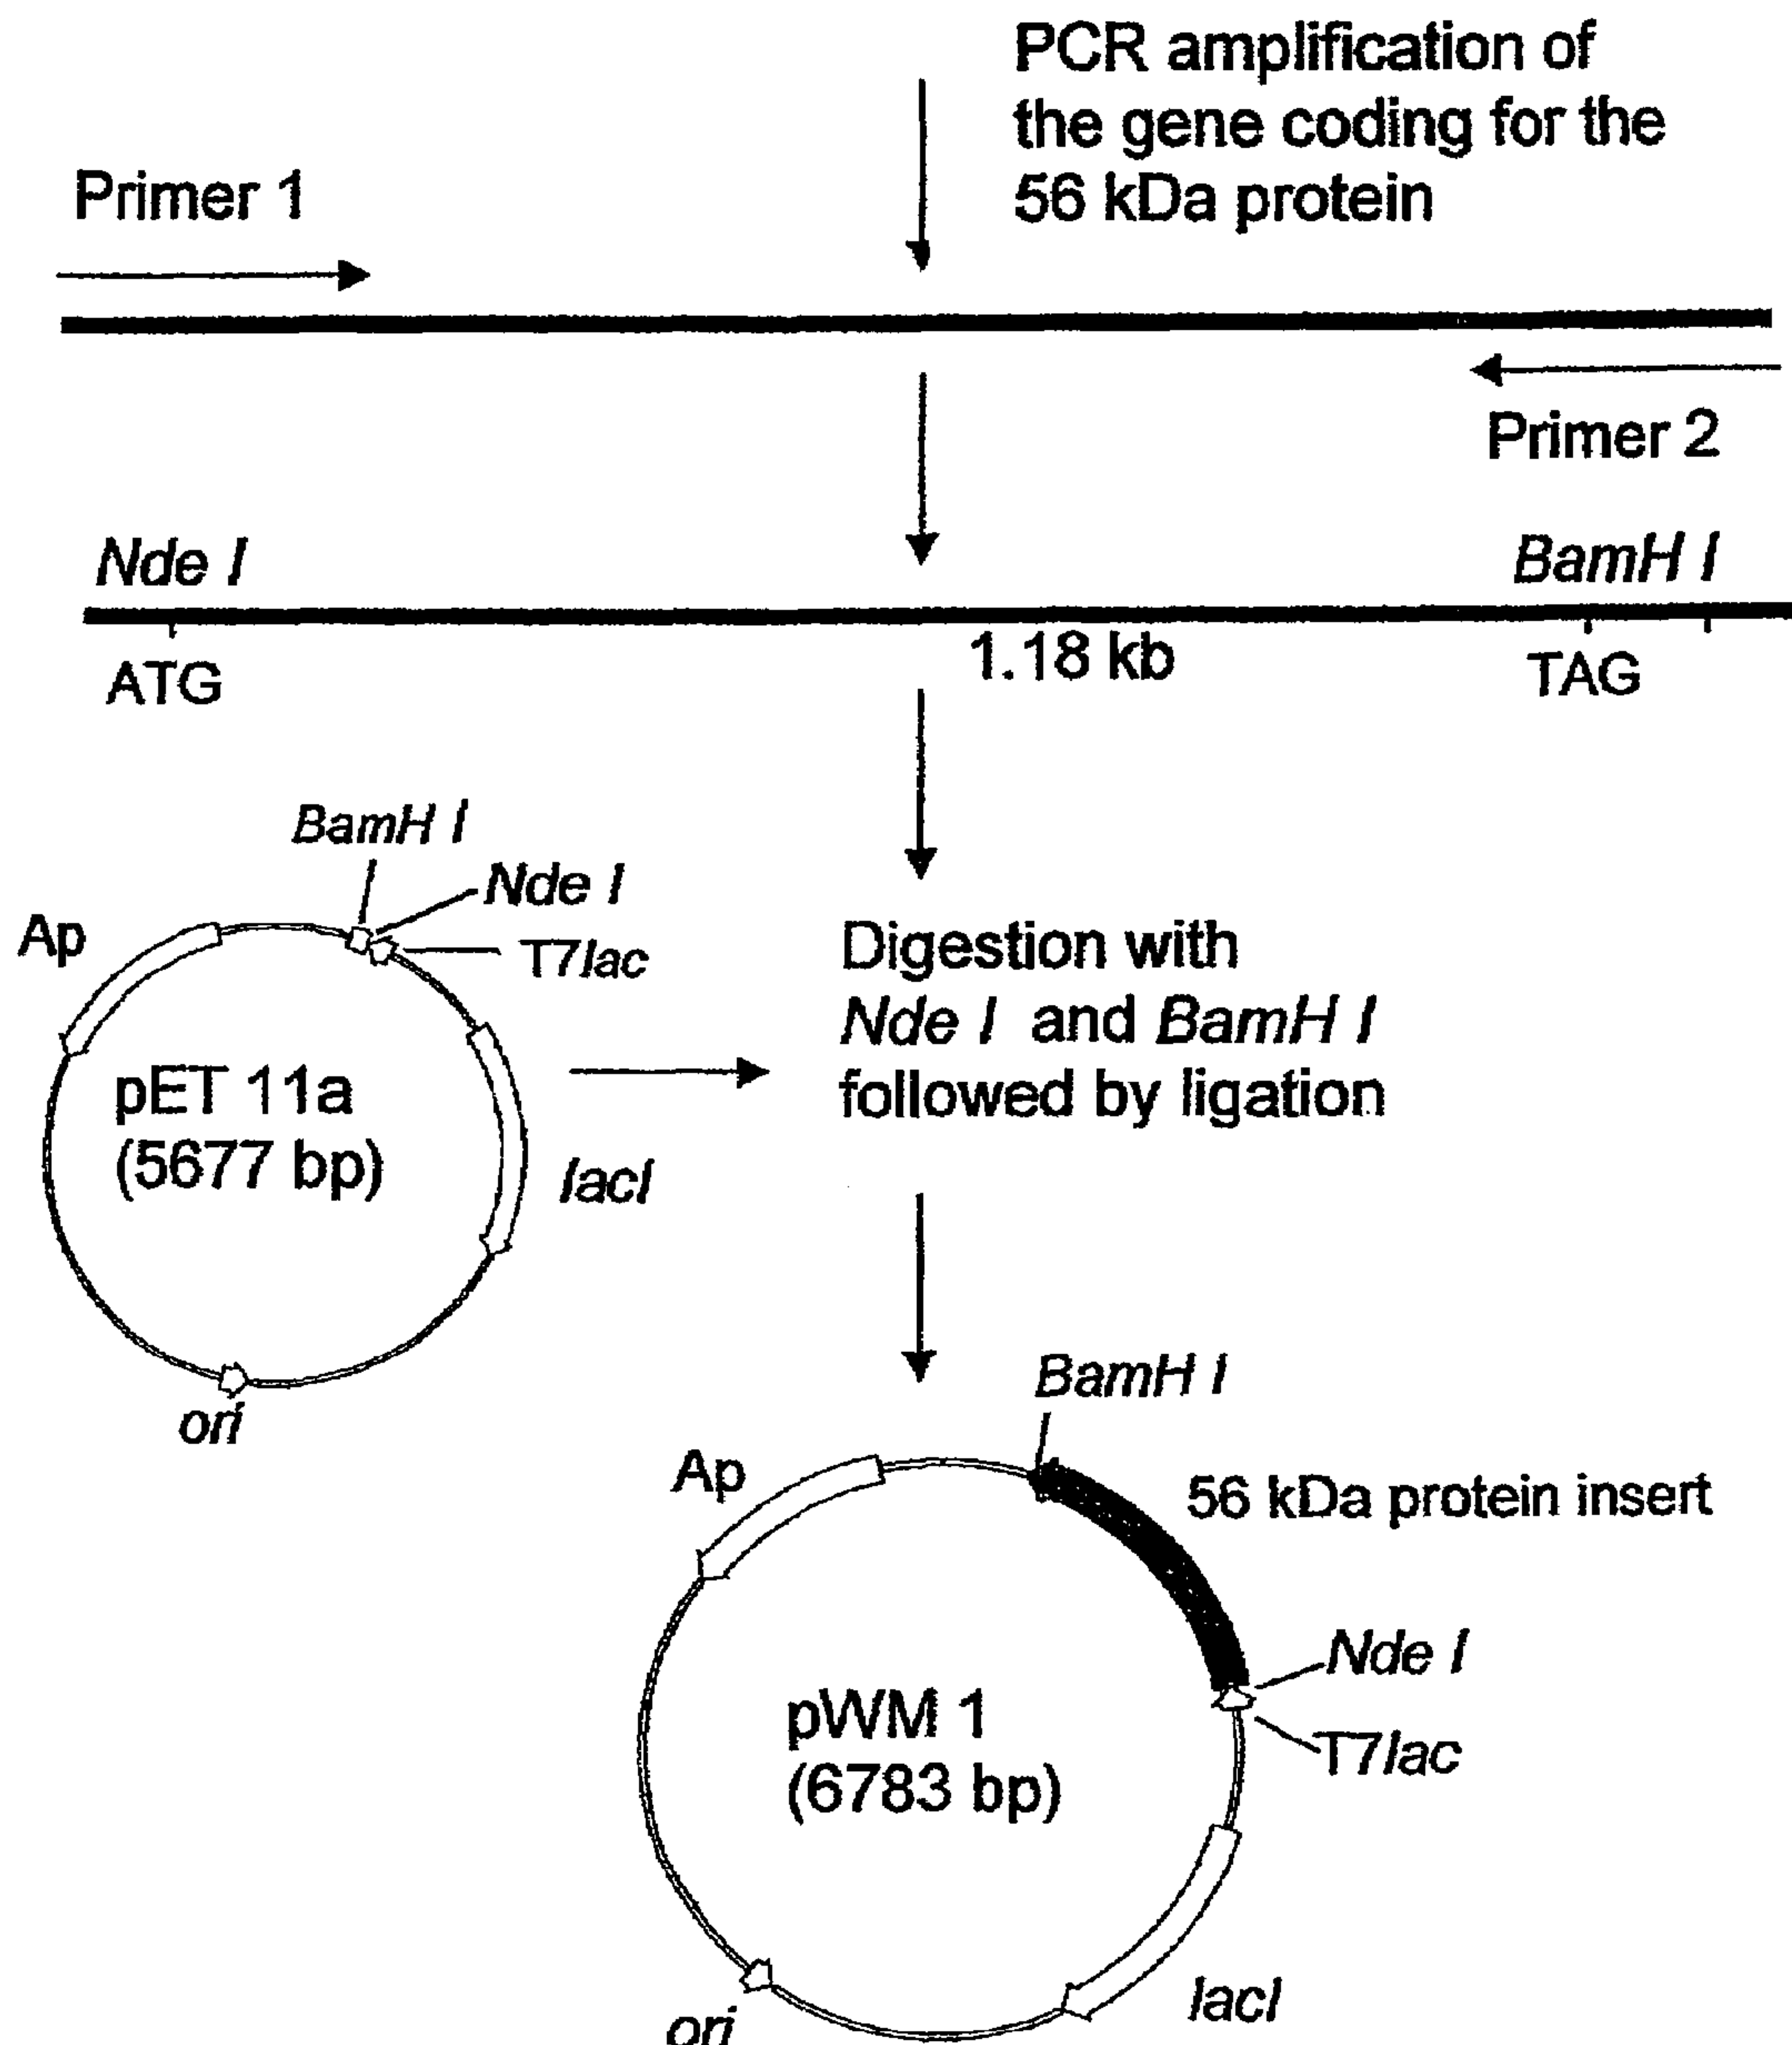 PCR amplification of
the gene coding for the
56 kDa protein
Primer 1
Primer 2
Nde I
BamH I
ATG
1.18 kb
TAG
BamH I
Nde I
T7lac
Ap
pET 11a
(5677 bp)
lacI
ori
Digestion with
Nde I and BamH I
followed by ligation
BamH I
Ap
56 kDa protein insert
Nde I
T7lac
pWM 1
(6783 bp)
lacI
ori